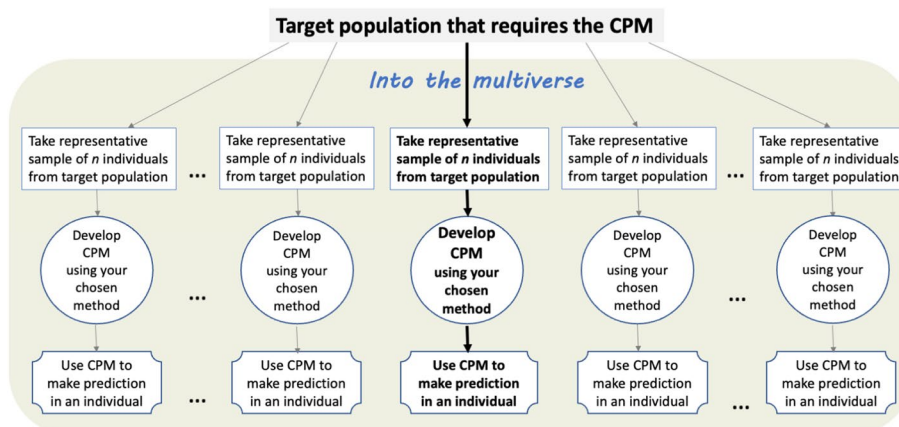 Target population that requires the CPM
Into the multiverse
Take representative
sample of n individuals
from target population
...
Take representative
sample of n individuals
from target population
Take representative
sample of n individuals
from target population
Take representative
sample of n individuals
from target population
...
Take representative
sample of n individuals
from target population
Develop
CPM
using your
chosen
method
...
Develop
CPM
using your
chosen
method
Develop
CPM
using your
chosen
method
Develop
CPM
using your
chosen
method
...
Develop
CPM
using your
chosen
method
Use CPM to
make prediction
in an individual
...
Use CPM to
make prediction
in an individual
Use CPM to
make prediction
in an individual
Use CPM to
make prediction
in an individual
...
Use CPM to
make prediction
in an individual